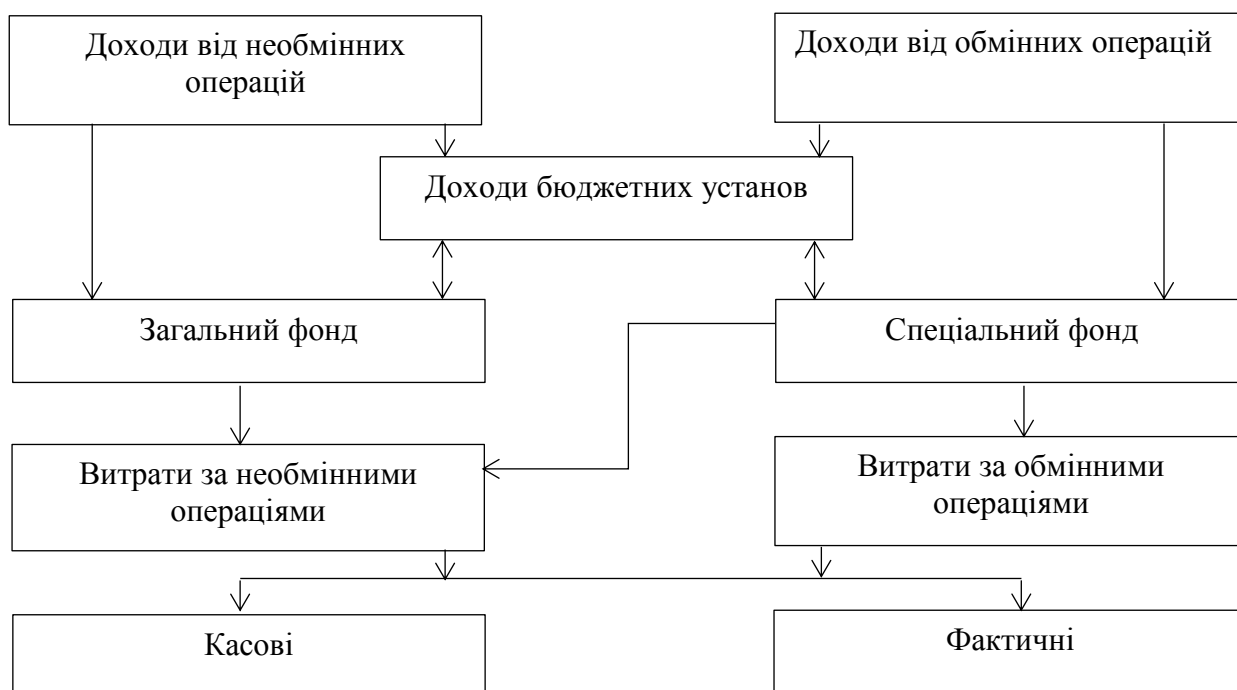 Доходи від необмінних
операцій
Доходи від обмінних операцій
Доходи бюджетних установ
Загальний фонд
Спеціальний фонд
Витрати за необмінними
операціями
Витрати за обмінними
операціями
Касові
Фактичні